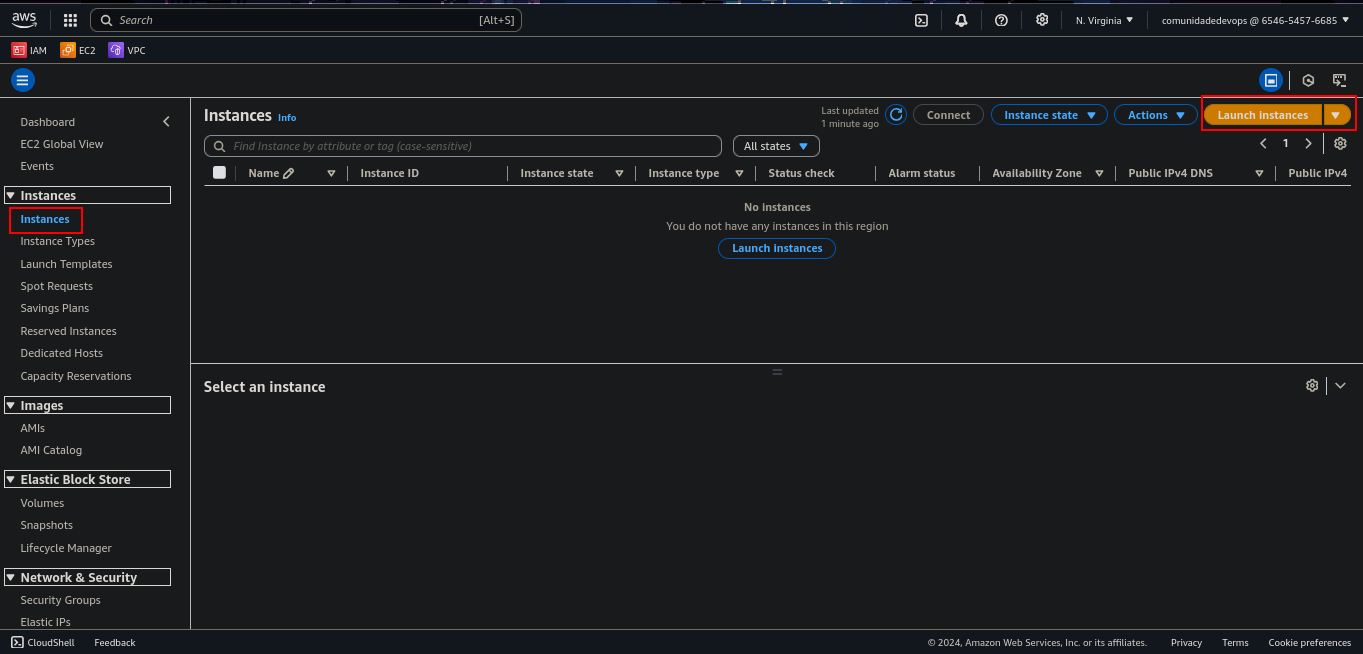 aws Search [Alt+S] N. Virginia comunidadedevops @ 6546-5457-6685
IAM EC2 VPC
Dashboard
EC2 Global View
Events
Instances
Instances
Instance Types
Launch Templates
Spot Requests
Savings Plans
Reserved Instances
Dedicated Hosts
Capacity Reservations
Images
AMIs
AMI Catalog
Elastic Block Store
Volumes
Snapshots
Lifecycle Manager
Network & Security
Security Groups
Elastic IPs
Instances Info
Last updated
1 minute ago
Connect Instance state Actions Launch instances
Find Instance by attribute or tag (case-sensitive) All states 1
Name Instance ID Instance state Instance type Status check Alarm status Availability Zone Public IPv4 DNS Public IPv4
No instances
You do not have any instances in this region
Launch instances
Select an instance
CloudShell Feedback © 2024, Amazon Web Services, Inc. or its affiliates. Privacy Terms Cookie preferences